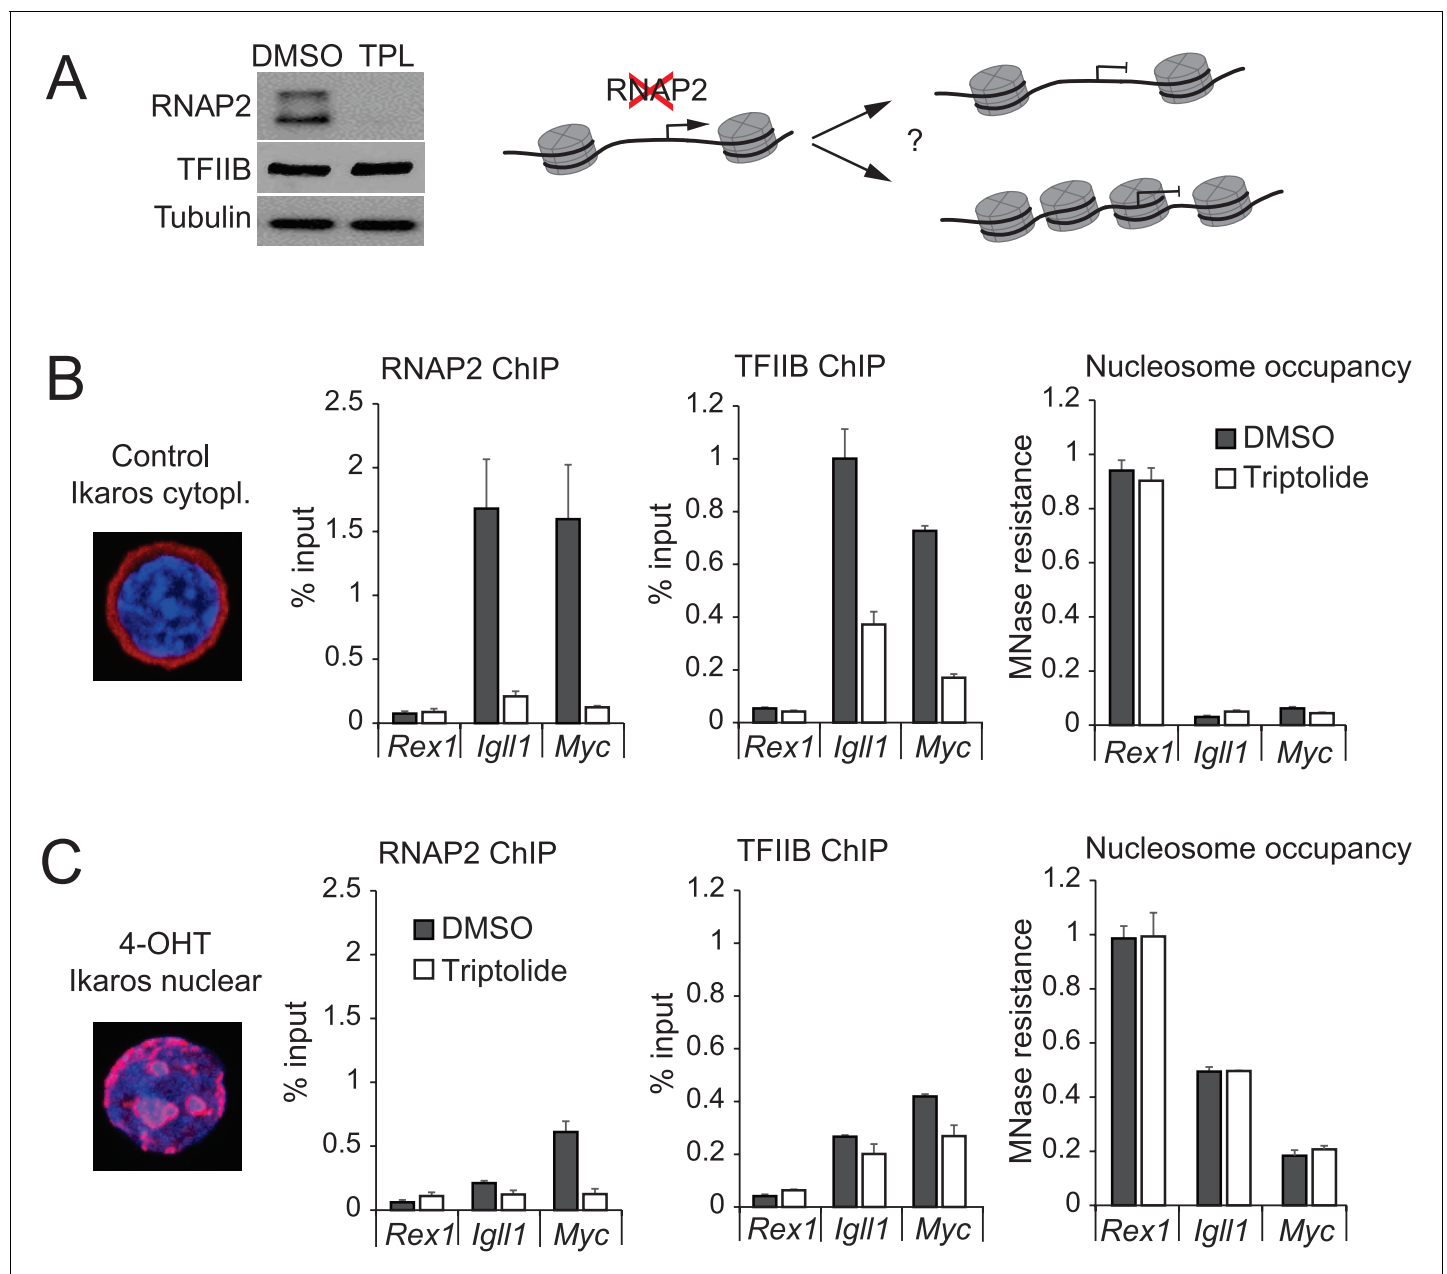 A
DMSO TPL
RNAP2
TFIIB
Tubulin
RNAP2
?
B
Control
Ikaros cytopl.
RNAP2 ChIP
% input
2.5
2
1.5
1
0.5
0
Rex1 Igll1 Myc
TFIIB ChIP
% input
1.2
1
0.8
0.6
0.4
0.2
0
Rex1 Igll1 Myc
Nucleosome occupancy
MNase resistance
1.2
1
0.8
0.6
0.4
0.2
0
DMSO
Triptolide
Rex1 Igll1 Myc
C
4-OHT
Ikaros nuclear
RNAP2 ChIP
% input
2.5
2
1.5
1
0.5
0
DMSO
Triptolide
Rex1 Igll1 Myc
TFIIB ChIP
% input
1.2
1
0.8
0.6
0.4
0.2
0
Rex1 Igll1 Myc
Nucleosome occupancy
MNase resistance
1.2
1
0.8
0.6
0.4
0.2
0
Rex1 Igll1 Myc